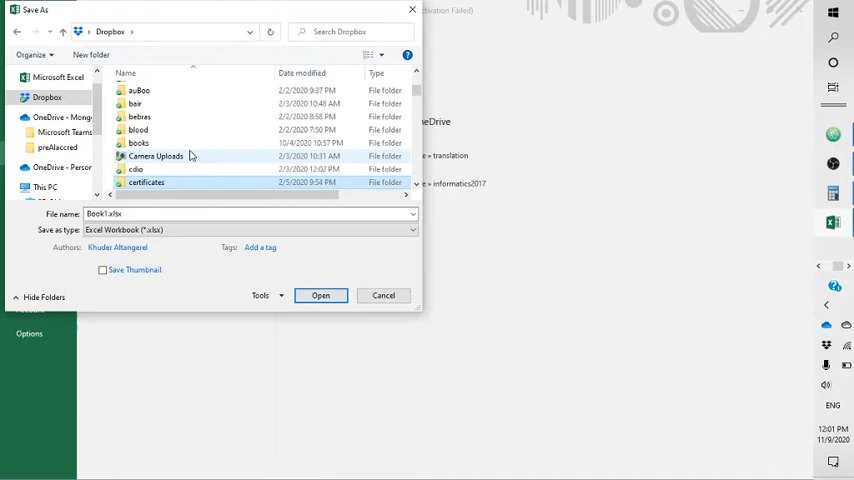 Save As
ctivation Failed)
Dropbox
Search Dropbox
Organize
New folder
Name
Date modified
Type
Microsoft Excel
Dropbox
OneDrive - Mong
Microsoft Teams
preAlaccred
OneDrive - Person
This PC
auBoo 2/2/2020 9:37 PM File folder
bair 2/3/2020 10:48 AM File folder
bebras 2/2/2020 8:58 PM File folder
blood 2/2/2020 7:50 PM File folder
books 10/4/2020 10:57 PM File folder
Camera Uploads 2/3/2020 10:31 AM File folder
cdio 2/3/2020 12:02 PM File folder
certificates 2/5/2020 9:54 PM File folder
neDrive
e » translation
e » informatics2017
File name: Book1.xlsx
Save as type: Excel Workbook (*.xlsx)
Authors: Khuder Altangerel
Tags: Add a tag
Save Thumbnail
Hide Folders
Tools
Open
Cancel
Options
ENG
12:01 PM
11/9/2020